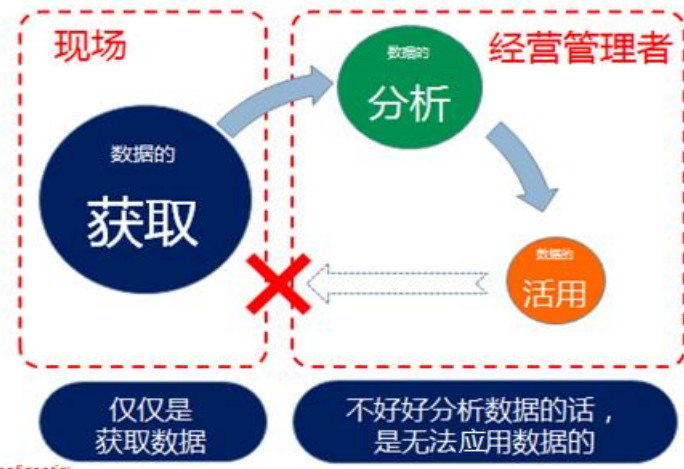 现场
经营管理者
数据的
获取
数据的
分析
数据的
活用
仅仅是
获取数据
不好好分析数据的话，
是无法应用数据的